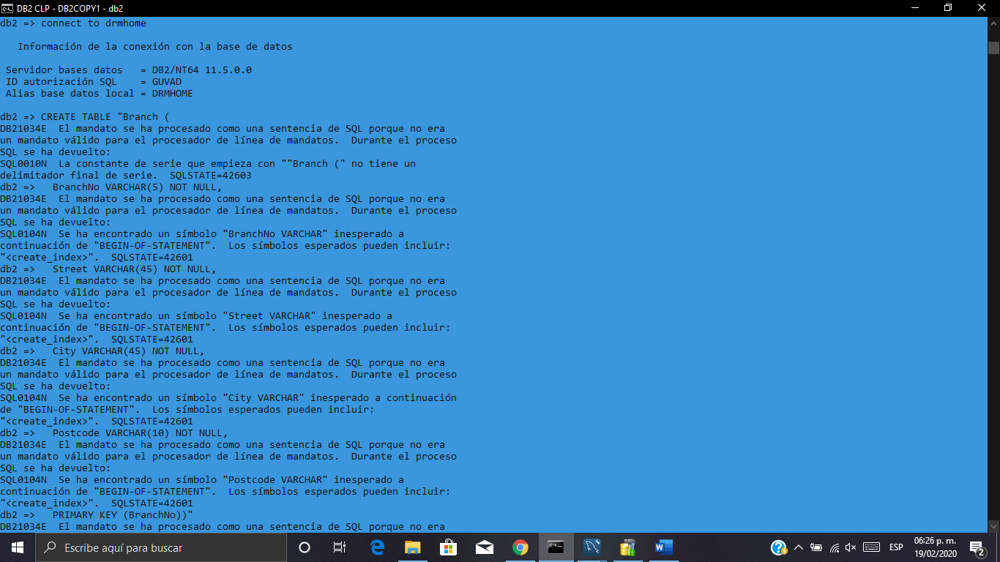 DB2 CLP - DB2COPY1 - db2
db2 => connect to drmhome
Información de la conexión con la base de datos
Servidor bases datos   = DB2/NT64 11.5.0.0
ID autorización SQL    = GUVAD
Alias base datos local = DRMHOME
db2 => CREATE TABLE "Branch (
DB21034E  El mandato se ha procesado como una sentencia de SQL porque no era
un mandato válido para el procesador de línea de mandatos.  Durante el proceso
SQL se ha devuelto:
SQL0010N  La constante de serie que empieza con ""Branch (" no tiene un
delimitador final de serie.  SQLSTATE=42603
db2 =>   BranchNo VARCHAR(5) NOT NULL,
DB21034E  El mandato se ha procesado como una sentencia de SQL porque no era
un mandato válido para el procesador de línea de mandatos.  Durante el proceso
SQL se ha devuelto:
SQL0104N  Se ha encontrado un símbolo "BranchNo VARCHAR" inesperado a
continuación de "BEGIN-OF-STATEMENT".  Los símbolos esperados pueden incluir:
"<create_index>".  SQLSTATE=42601
db2 =>   Street VARCHAR(45) NOT NULL,
DB21034E  El mandato se ha procesado como una sentencia de SQL porque no era
un mandato válido para el procesador de línea de mandatos.  Durante el proceso
SQL se ha devuelto:
SQL0104N  Se ha encontrado un símbolo "Street VARCHAR" inesperado a
continuación de "BEGIN-OF-STATEMENT".  Los símbolos esperados pueden incluir:
"<create_index>".  SQLSTATE=42601
db2 =>   City VARCHAR(45) NOT NULL,
DB21034E  El mandato se ha procesado como una sentencia de SQL porque no era
un mandato válido para el procesador de línea de mandatos.  Durante el proceso
SQL se ha devuelto:
SQL0104N  Se ha encontrado un símbolo "City VARCHAR" inesperado a continuación
de "BEGIN-OF-STATEMENT".  Los símbolos esperados pueden incluir:
"<create_index>".  SQLSTATE=42601
db2 =>   Postcode VARCHAR(10) NOT NULL,
DB21034E  El mandato se ha procesado como una sentencia de SQL porque no era
un mandato válido para el procesador de línea de mandatos.  Durante el proceso
SQL se ha devuelto:
SQL0104N  Se ha encontrado un símbolo "Postcode VARCHAR" inesperado a
continuación de "BEGIN-OF-STATEMENT".  Los símbolos esperados pueden incluir:
"<create_index>".  SQLSTATE=42601
db2 =>   PRIMARY KEY (BranchNo))"
DB21034E  El mandato se ha procesado como una sentencia de SQL porque no era
Escribe aquí para buscar
ESP
06:26 p. m.
19/02/2020
2